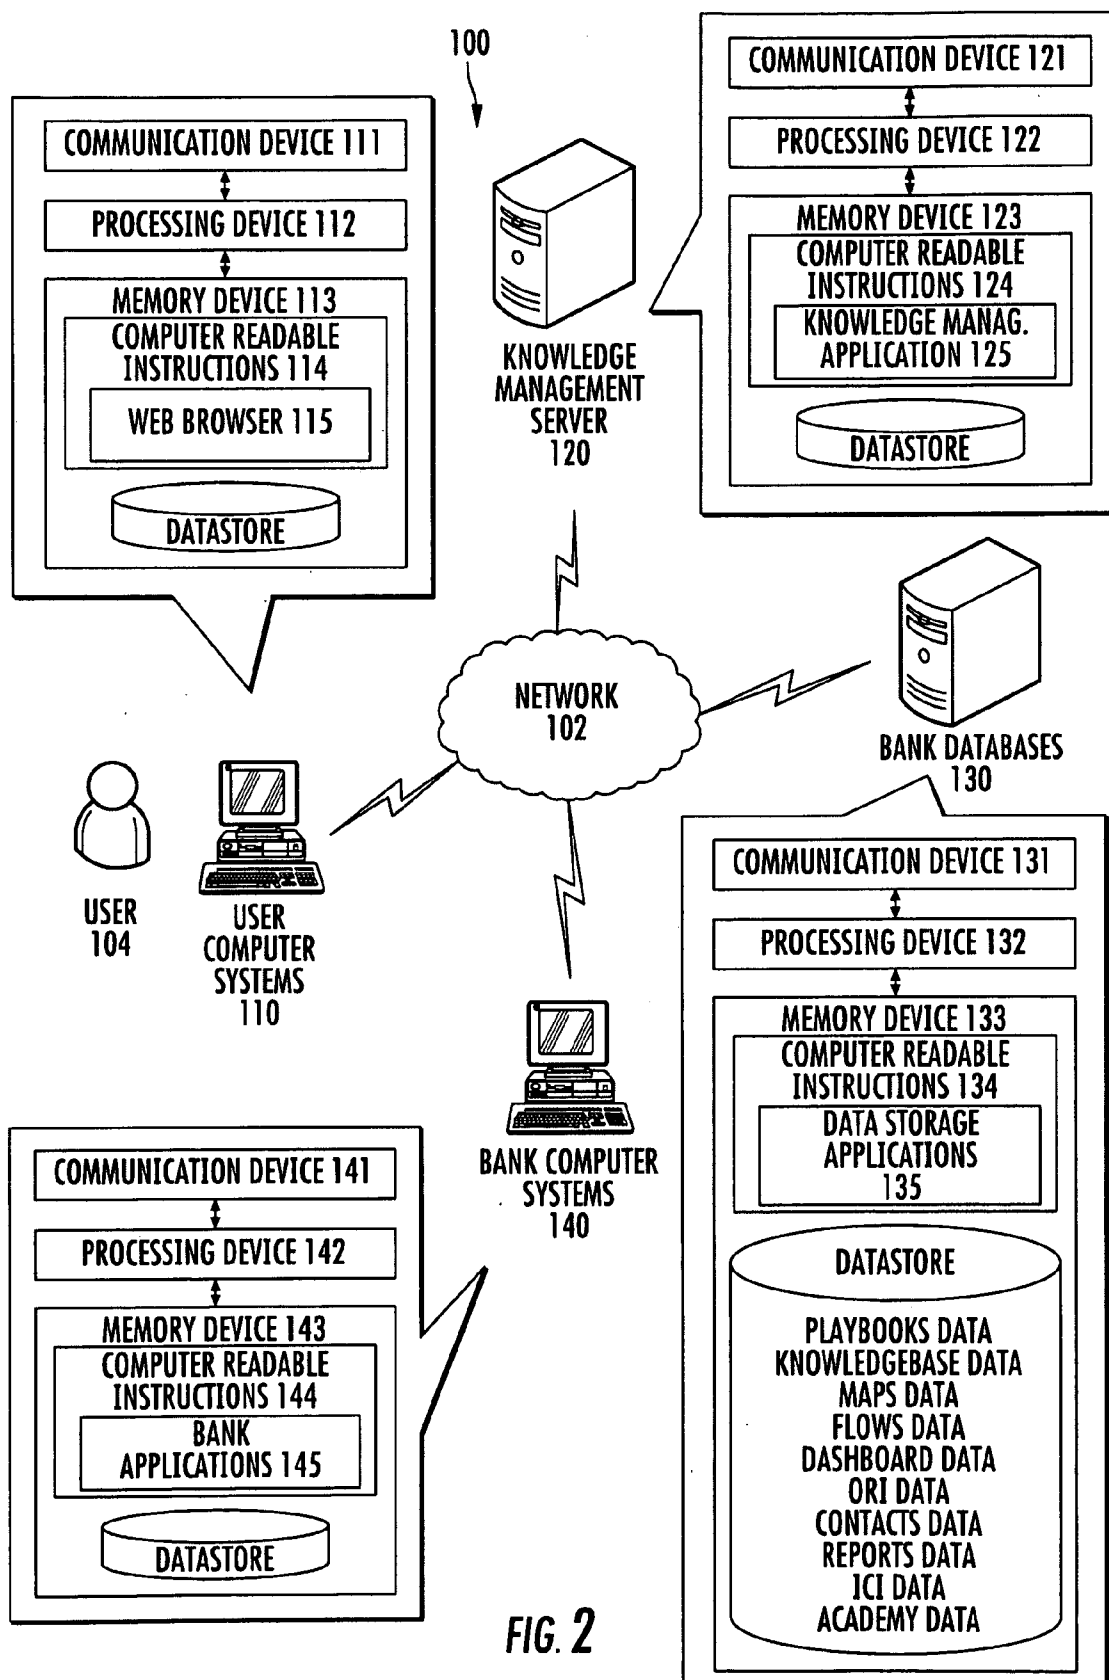 100
COMMUNICATION DEVICE 111
PROCESSING DEVICE 112
MEMORY DEVICE 113
COMPUTER READABLE
INSTRUCTIONS 114
WEB BROWSER 115
DATASTORE
KNOWLEDGE
MANAGEMENT
SERVER
120
COMMUNICATION DEVICE 121
PROCESSING DEVICE 122
MEMORY DEVICE 123
COMPUTER READABLE
INSTRUCTIONS 124
KNOWLEDGE MANAG.
APPLICATION 125
DATASTORE
NETWORK
102
USER
104
USER
COMPUTER
SYSTEMS
110
BANK DATABASES
130
COMMUNICATION DEVICE 131
PROCESSING DEVICE 132
MEMORY DEVICE 133
COMPUTER READABLE
INSTRUCTIONS 134
DATA STORAGE
APPLICATIONS
135
DATASTORE
PLAYBOOKS DATA
KNOWLEDGEBASE DATA
MAPS DATA
FLOWS DATA
DASHBOARD DATA
ORI DATA
CONTACTS DATA
REPORTS DATA
ICI DATA
ACADEMY DATA
BANK COMPUTER
SYSTEMS
140
COMMUNICATION DEVICE 141
PROCESSING DEVICE 142
MEMORY DEVICE 143
COMPUTER READABLE
INSTRUCTIONS 144
BANK
APPLICATIONS 145
DATASTORE
FIG. 2